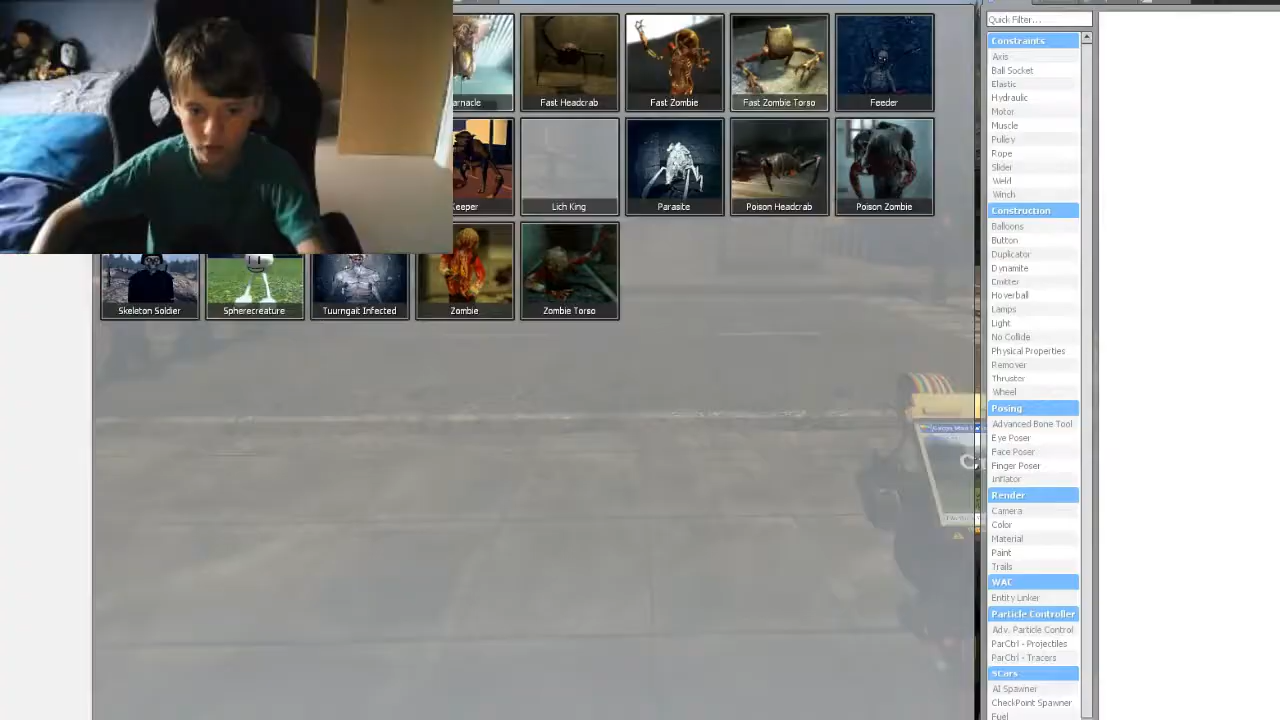 Quick Filter...
Constraints
arnacle
Fast Headcrab
Fast Zombie
Fast Zombie Torso
Feeder
Axis
Ball Socket
Elastic
Hydraulic
Motor
Muscle
Pulley
Rope
Slider
Weld
Winch
Keeper
Lich King
Parasite
Poison Headcrab
Poison Zombie
Construction
Balloons
Button
Duplicator
Dynamite
Emitter
Hoverball
Lamps
Light
No Collide
Physical Properties
Remover
Thruster
Wheel
Skeleton Soldier
Spherecreature
Tuurngait Infected
Zombie
Zombie Torso
Posing
Advanced Bone Tool
Eye Poser
Face Poser
Finger Poser
Inflator
Render
Camera
Color
Material
Paint
Trails
WAC
Entity Linker
Particle Controller
Adv. Particle Control
ParCtrl - Projectiles
ParCtrl - Tracers
SCars
AI Spawner
CheckPoint Spawner
Fuel